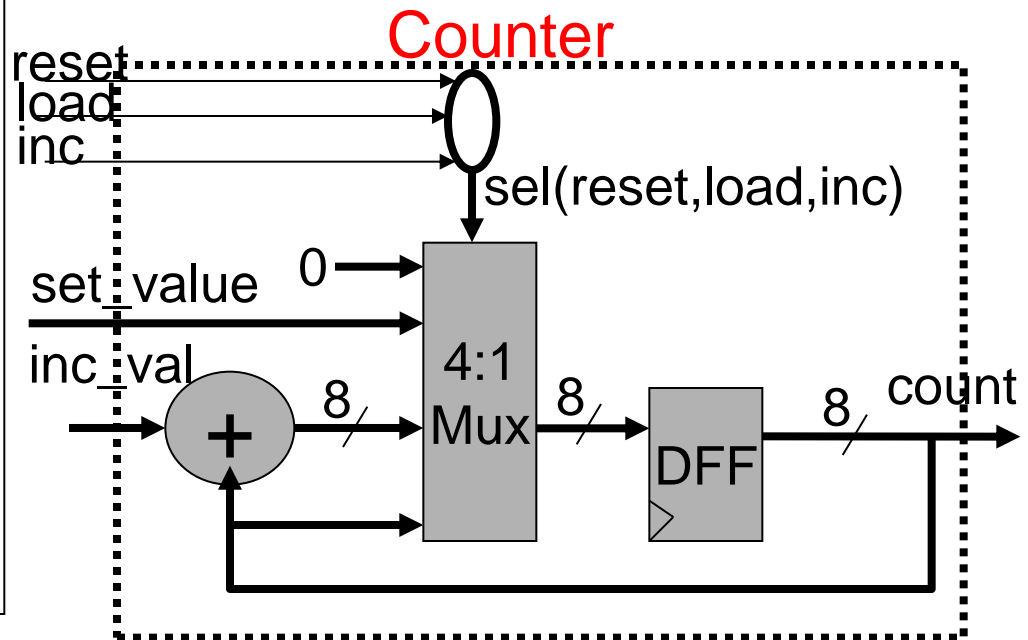 Counter
reset
load
inc
sel(reset,load,inc)
0
set_value
inc_val
+
8
4:1
Mux
8
DFF
8
count